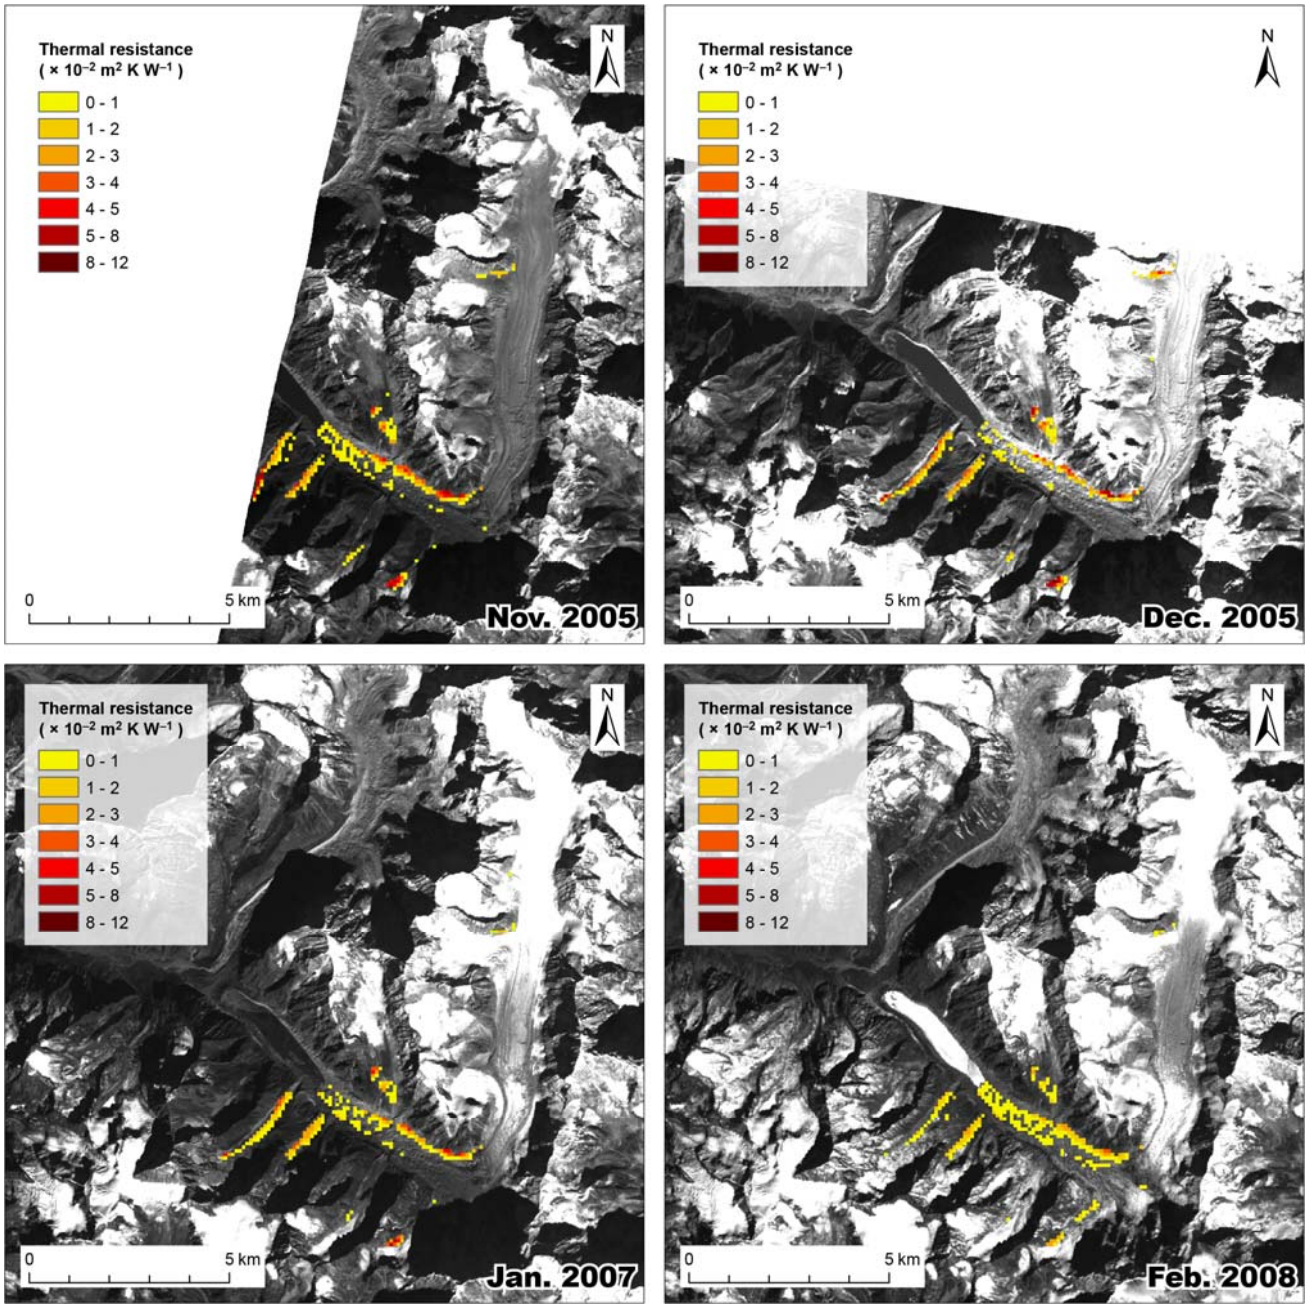 Thermal resistance
( × 10⁻² m² K W⁻¹ )
0 - 1
1 - 2
2 - 3
3 - 4
4 - 5
5 - 8
8 - 12
N
0 5 km
Nov. 2005
Thermal resistance
( × 10⁻² m² K W⁻¹ )
0 - 1
1 - 2
2 - 3
3 - 4
4 - 5
5 - 8
8 - 12
N
0 5 km
Dec. 2005
Thermal resistance
( × 10⁻² m² K W⁻¹ )
0 - 1
1 - 2
2 - 3
3 - 4
4 - 5
5 - 8
8 - 12
N
0 5 km
Jan. 2007
Thermal resistance
( × 10⁻² m² K W⁻¹ )
0 - 1
1 - 2
2 - 3
3 - 4
4 - 5
5 - 8
8 - 12
N
0 5 km
Feb. 2008